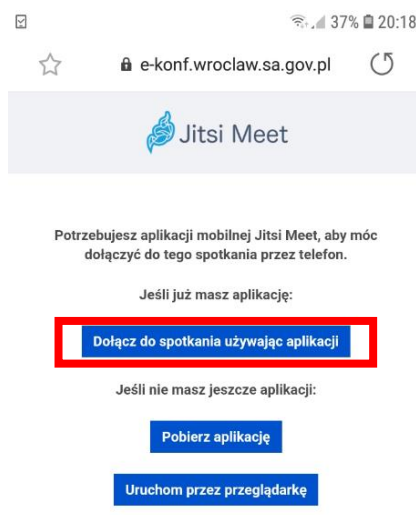 37% 20:18
e-konf.wroclaw.sa.gov.pl
Jitsi Meet
Potrzebujesz aplikacji mobilnej Jitsi Meet, aby móc
dołączyć do tego spotkania przez telefon.
Jeśli już masz aplikację:
Dołącz do spotkania używając aplikacji
Jeśli nie masz jeszcze aplikacji:
Pobierz aplikację
Uruchom przez przeglądarkę